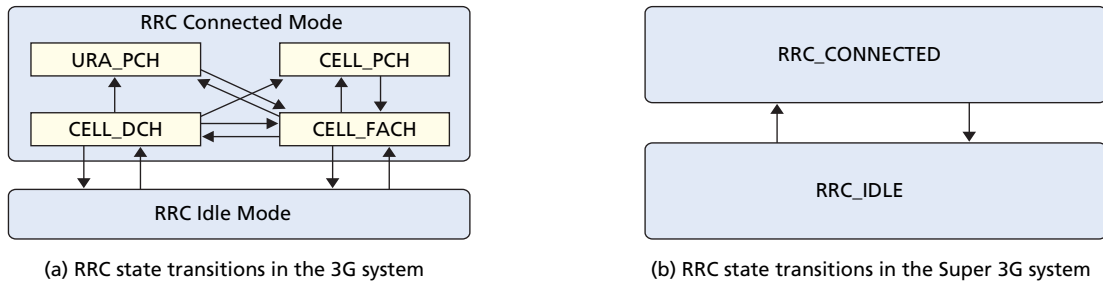 RRC Connected Mode
URA_PCH
CELL_PCH
CELL_DCH
CELL_FACH
RRC Idle Mode
(a) RRC state transitions in the 3G system
RRC_CONNECTED
RRC_IDLE
(b) RRC state transitions in the Super 3G system